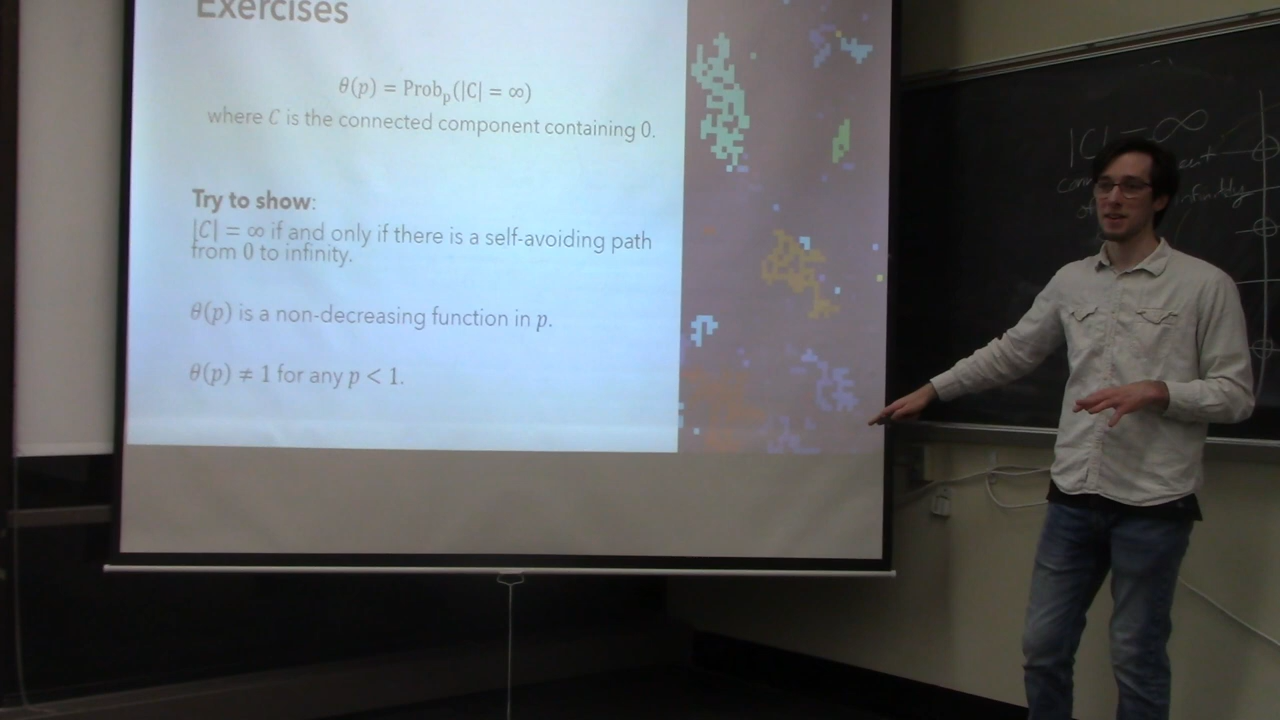 Exercises
θ(p) = Prob_p(|C| = ∞)
where C is the connected component containing 0.
Try to show:
|C| = ∞ if and only if there is a self-avoiding path
from 0 to infinity.
θ(p) is a non-decreasing function in p.
θ(p) ≠ 1 for any p < 1.
|C| = ∞
infinitly